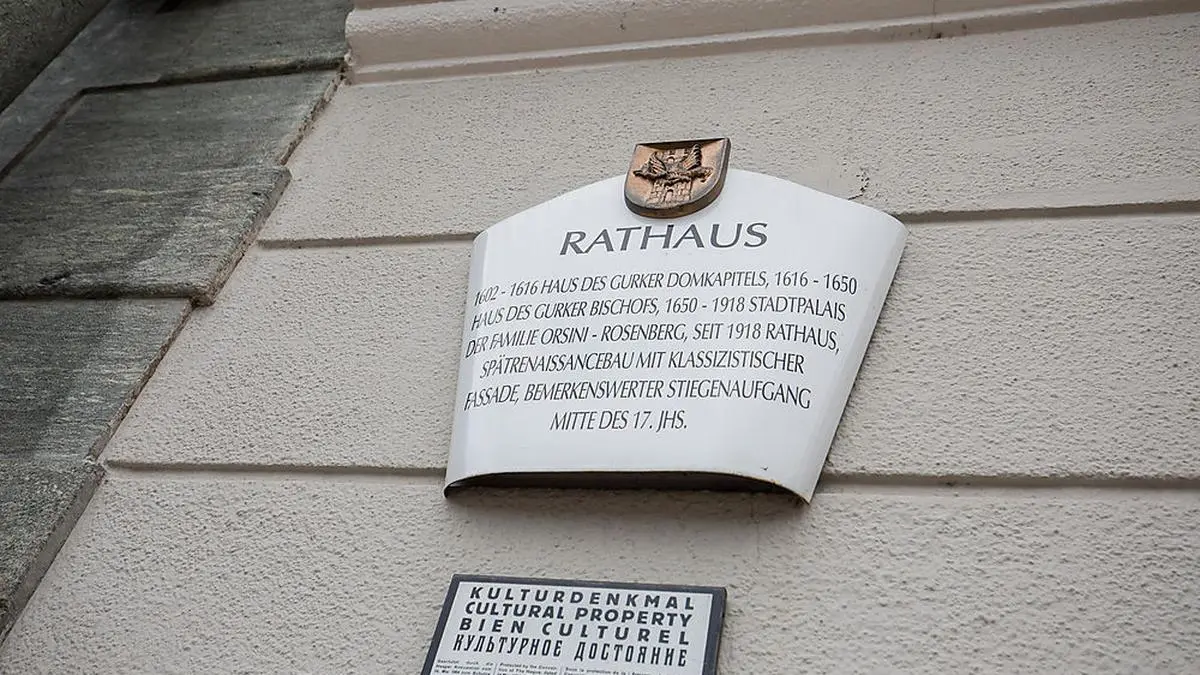 RATHAUS
1602 - 1616 HAUS DES GURKER DOMKAPITELS, 1616 - 1650
HAUS DES GURKER BISCHOFS, 1650 - 1918 STADTPALAIS
DER FAMILIE ORSINI - ROSENBERG, SEIT 1918 RATHAUS,
SPÄTRENAISSANCEBAU MIT KLASSIZISTISCHER
FASSADE, BEMERKENSWERTER STIEGENAUFGANG
MITTE DES 17. JHS.
KULTURDENKMAL
CULTURAL PROPERTY
BIEN CULTUREL
КУЛЬТУРНОЕ ДОСТОЯНИЕ